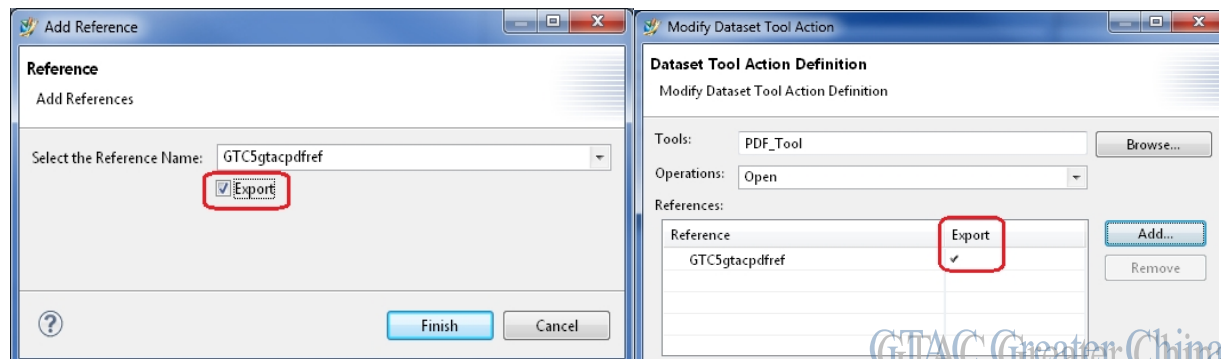 Add Reference
Reference
Add References
Select the Reference Name: GTC5gtacpdfref
Export
Finish
Cancel
Modify Dataset Tool Action
Dataset Tool Action Definition
Modify Dataset Tool Action Definition
Tools: PDF_Tool Browse...
Operations: Open
References:
Reference Export Add...
GTC5gtacpdfref
Remove
GTAC Greater China